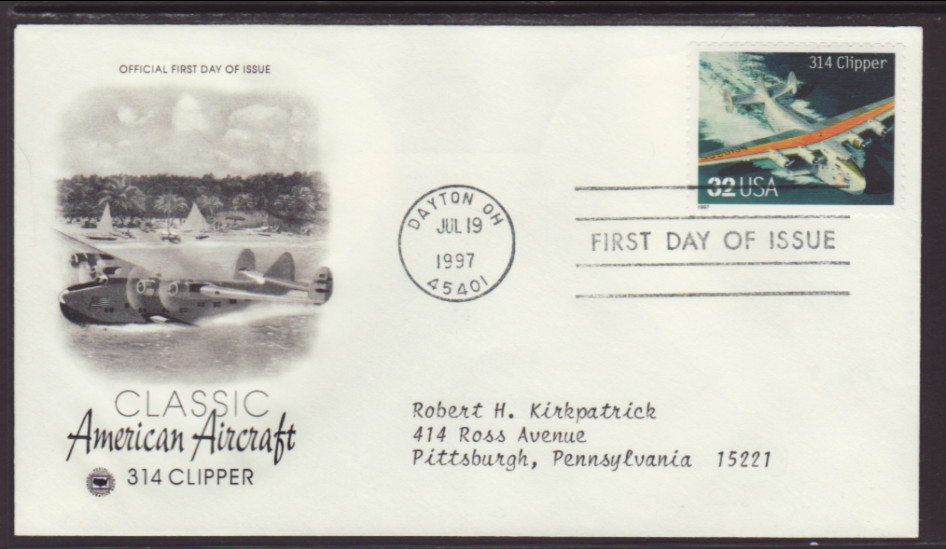 OFFICIAL FIRST DAY OF ISSUE
314 Clipper
32 USA
1997
DAYTON OH
JUL 19
1997
45401
FIRST DAY OF ISSUE
CLASSIC
American Aircraft
314 CLIPPER
Robert H. Kirkpatrick
414 Ross Avenue
Pittsburgh, Pennsylvania 15221